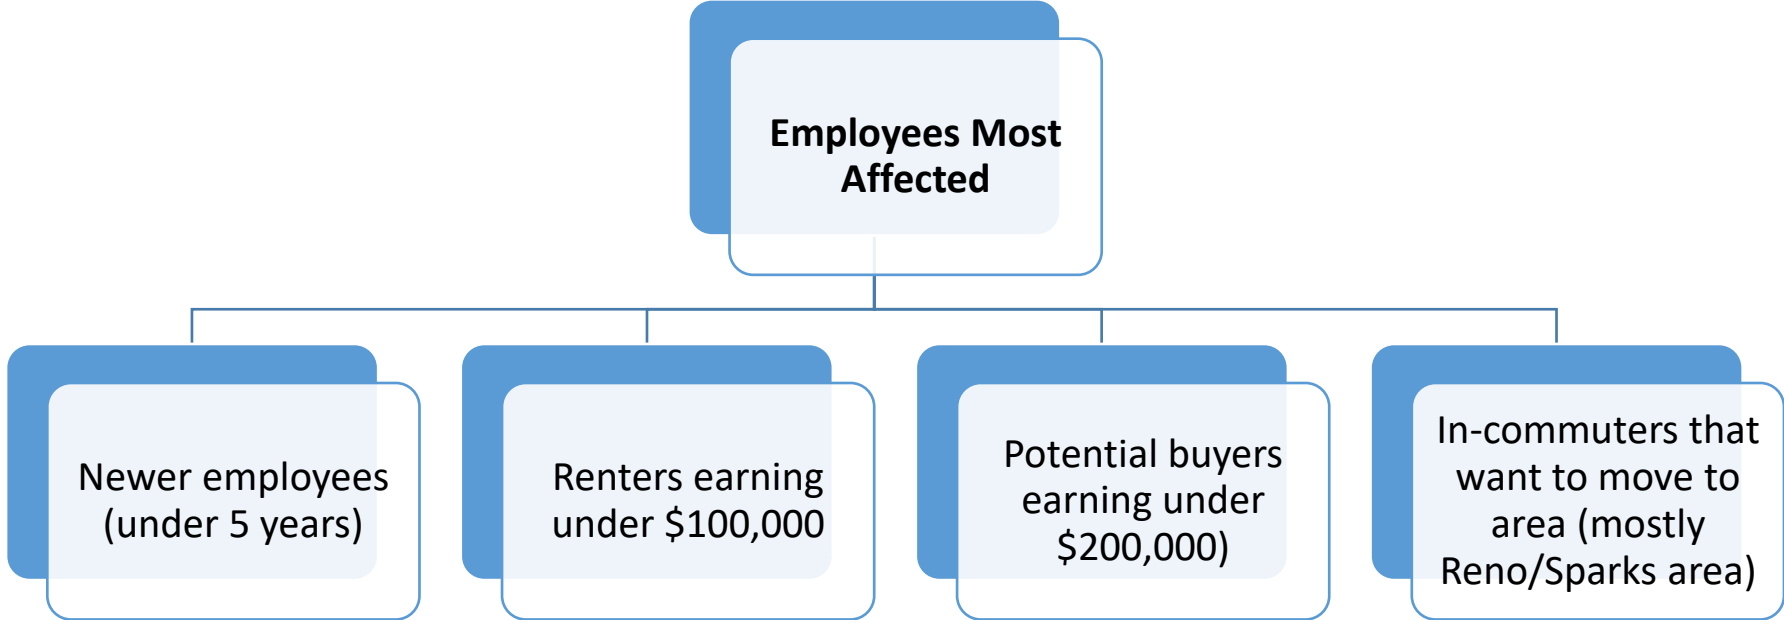 Employees Most
Affected
Newer employees
(under 5 years)
Renters earning
under $100,000
Potential buyers
earning under
$200,000)
In-commuters that
want to move to
area (mostly
Reno/Sparks area)